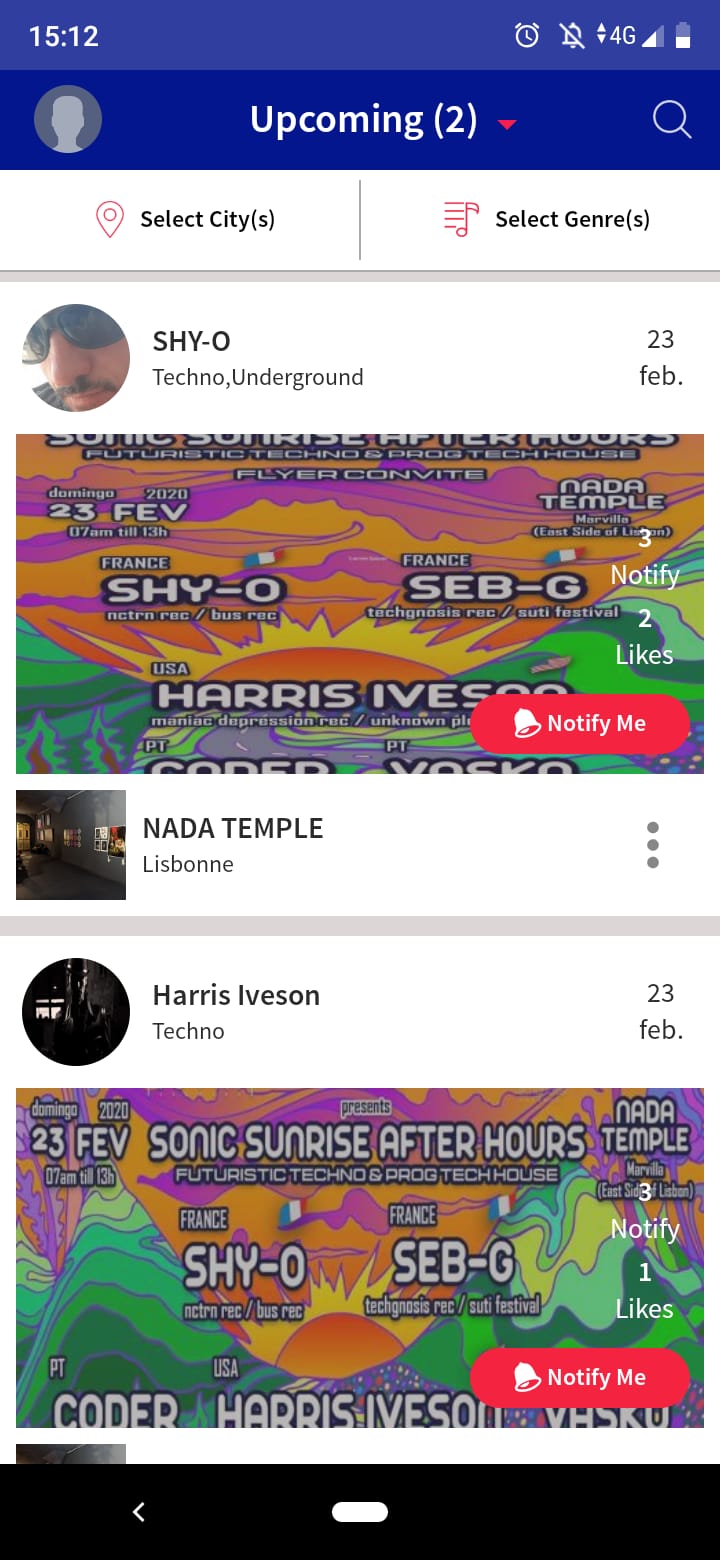 15:12
4G
Upcoming (2)
Select City(s)
Select Genre(s)
SHY-O
Techno,Underground
23
feb.
SONIC SUNRISE AFTER HOURS
FUTURISTIC TECHNO & PROG TECH HOUSE
FLYER CONVITE
domingo 2020
23 FEV
07am till 13h
NADA
TEMPLE
Marvilla
(East Side of Lisbon)
3
Notify
2
Likes
FRANCE
SHY-O
nctrn rec / bus rec
FRANCE
SEB-G
techgnosis rec / suti festival
USA
HARRIS IVESON
maniac depression rec / unknown
PT
CODER
PT
VASKO
Notify Me
NADA TEMPLE
Lisbonne
Harris Iveson
Techno
23
feb.
domingo 2020
23 FEV
07am till 13h
presents
SONIC SUNRISE AFTER HOURS
FUTURISTIC TECHNO & PROG TECH HOUSE
NADA
TEMPLE
Marvilla
(East Side of Lisbon)
3
Notify
1
Likes
FRANCE
SHY-O
nctrn rec / bus rec
FRANCE
SEB-G
techgnosis rec / suti festival
PT
CODER
USA
HARRIS IVESON
VASKO
Notify Me